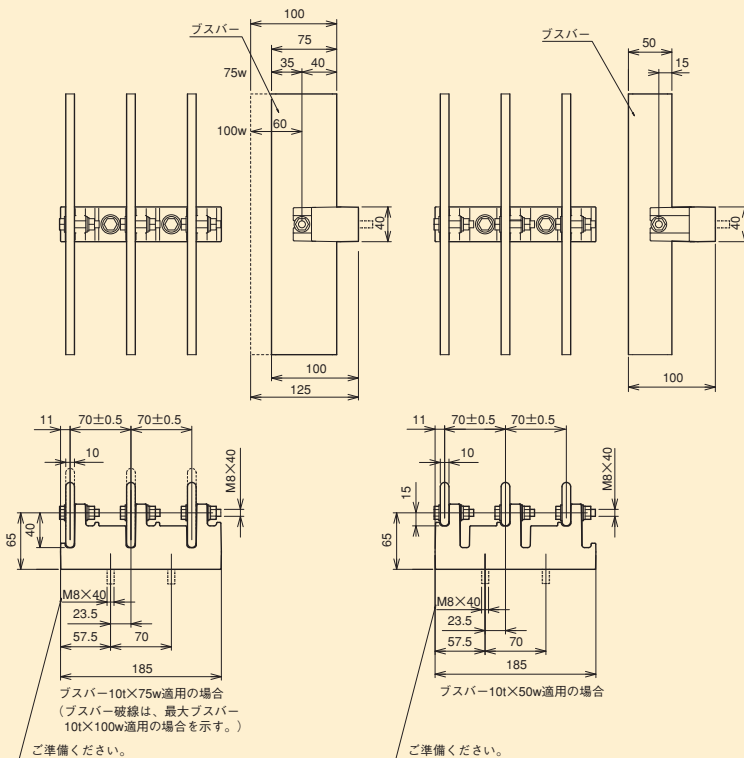 100
ブスバー
75
35
40
75w
100w
60
40
100
125
ブスバー
50
15
40
100
11
70±0.5
70±0.5
10
M8×40
40
65
M8×40
23.5
57.5
70
185
ブスバー10t×75w適用の場合
(ブスバー破線は、最大ブスバー
10t×100w適用の場合を示す。)
ご準備ください。
11
70±0.5
70±0.5
10
M8×40
15
65
M8×40
23.5
57.5
70
185
ブスバー10t×50w適用の場合
ご準備ください。